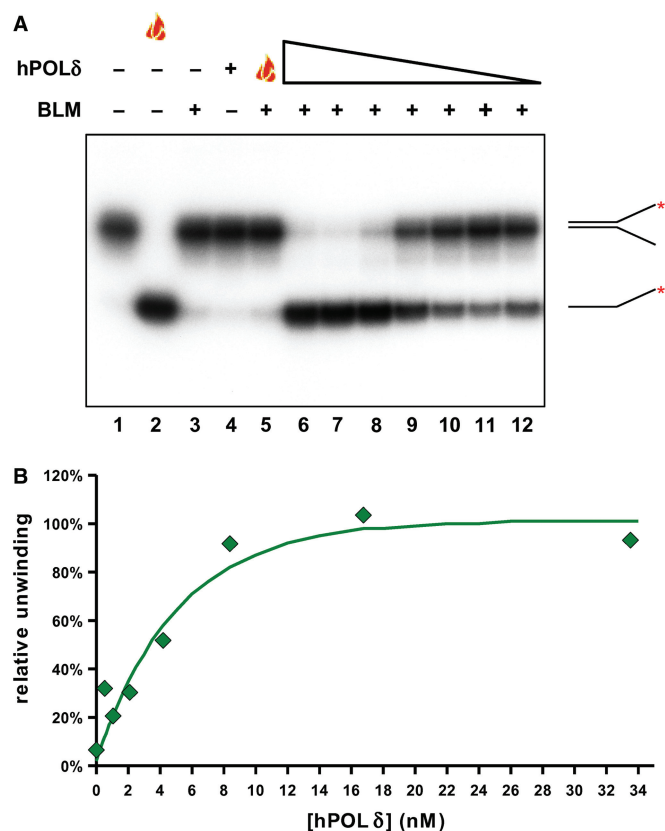 A
hPOLδ – – – +
BLM – – + – + + + + + + + +
*
*
1 2 3 4 5 6 7 8 9 10 11 12
B
120%
100%
80%
60%
40%
20%
0%
relative unwinding
0 2 4 6 8 10 12 14 16 18 20 22 24 26 28 30 32 34
[hPOL δ] (nM)